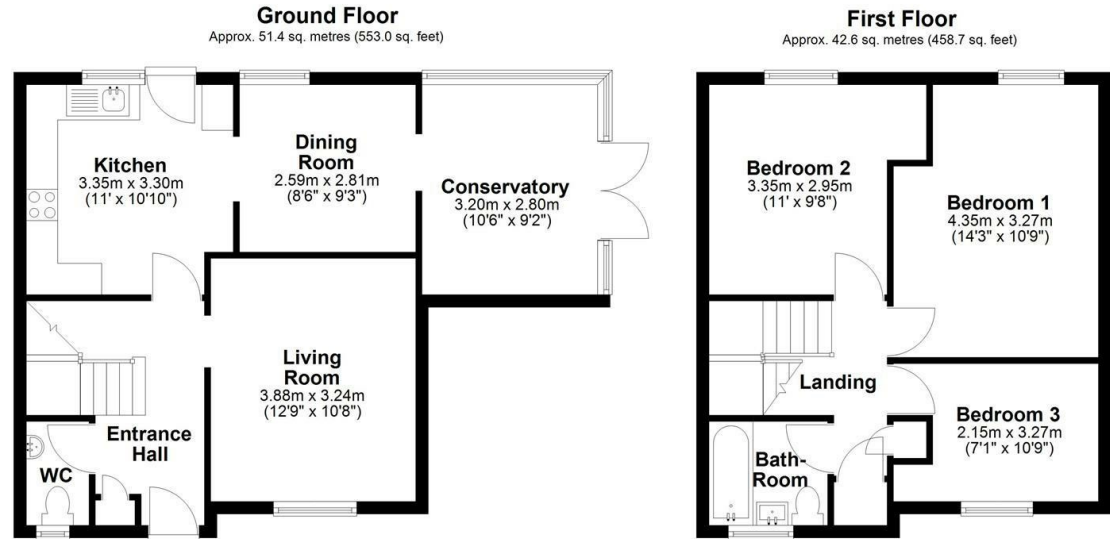 Ground Floor
Approx. 51.4 sq. metres (553.0 sq. feet)
Kitchen
3.35m x 3.30m
(11' x 10'10")
Dining
Room
2.59m x 2.81m
(8'6" x 9'3")
Conservatory
3.20m x 2.80m
(10'6" x 9'2")
Living
Room
3.88m x 3.24m
(12'9" x 10'8")
Entrance
Hall
WC
First Floor
Approx. 42.6 sq. metres (458.7 sq. feet)
Bedroom 2
3.35m x 2.95m
(11' x 9'8")
Bedroom 1
4.35m x 3.27m
(14'3" x 10'9")
Landing
Bedroom 3
2.15m x 3.27m
(7'1" x 10'9")
Bath-
Room